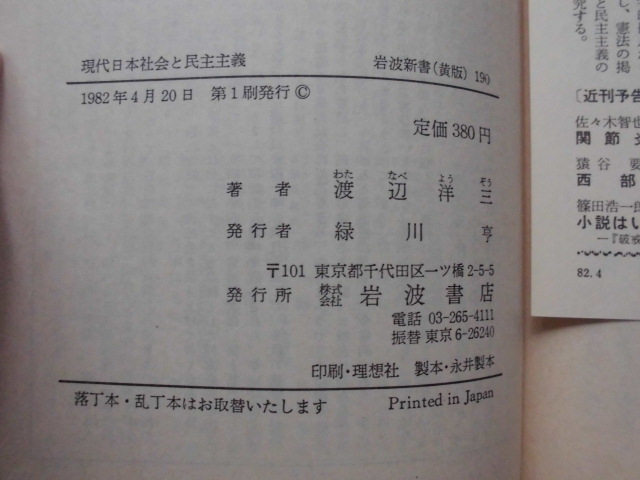 現代日本社会と民主主義
岩波新書(黄版) 190
1982年4月20日 第1刷発行©
定価380円
わた なべ よう ぞう
著者 渡辺洋三
発行者 緑川亨
〒101 東京都千代田区一ツ橋2-5-5
発行所 株式会社 岩波書店
電話 03-265-4111
振替 東京6-26240
印刷・理想社 製本・永井製本
落丁本・乱丁本はお取替いたします
Printed in Japan
し、憲法の掲
と民主主義の
究する。
〔近刊予告
佐々木智也
関節
猿谷 要
西部
篠田浩一郎
小説はい
─『破戒
82.4